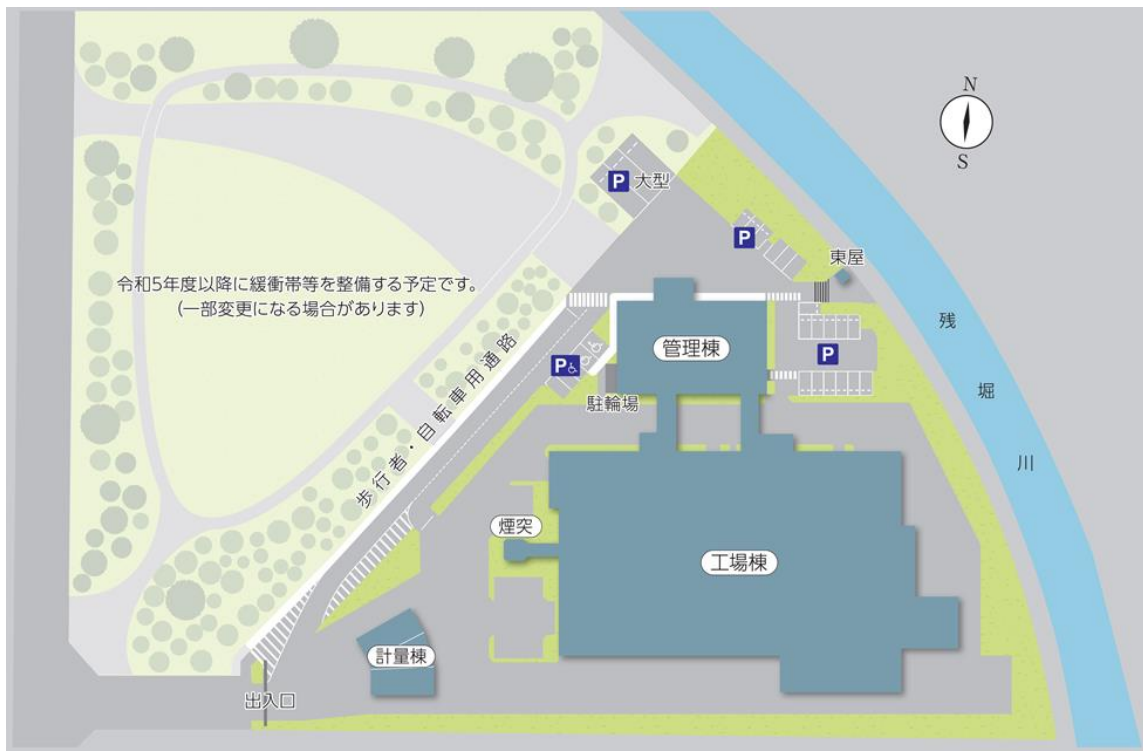 N
S
P 大型
P
東屋
令和5年度以降に緩衝帯等を整備する予定です。
(一部変更になる場合があります)
残堀川
管理棟
P
P
歩行者・自転車用通路
駐輪場
煙突
工場棟
計量棟
出入口